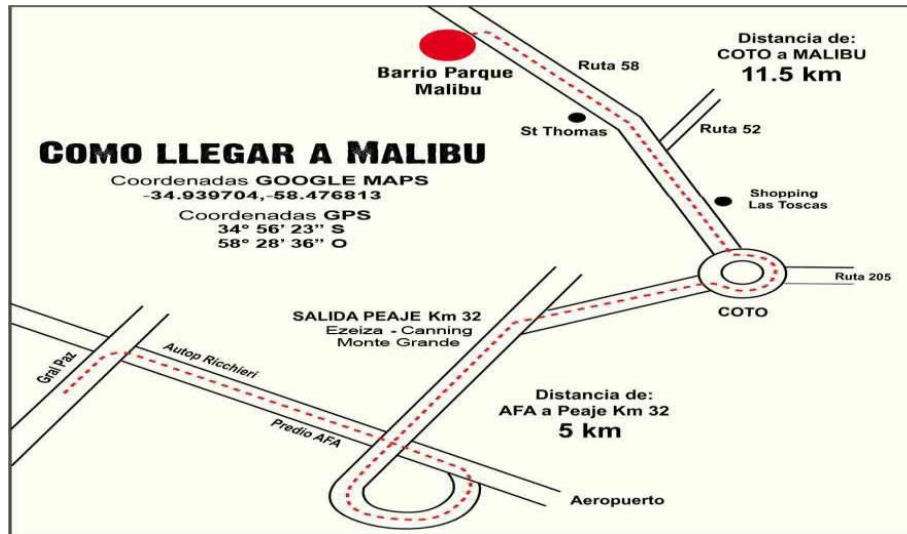 Barrio Parque
Malibu
Ruta 58
Distancia de:
COTO a MALIBU
11.5 km
St Thomas
Ruta 52
COMO LLEGAR A MALIBU
Coordenadas GOOGLE MAPS
-34.939704,-58.476813
Coordenadas GPS
34º 56' 23” S
58º 28' 36” O
Shopping
Las Toscas
Ruta 205
COTO
SALIDA PEAJE Km 32
Ezeiza - Canning
Monte Grande
Gral Paz
Autop Ricchieri
Predio AFA
Distancia de:
AFA a Peaje Km 32
5 km
Aeropuerto